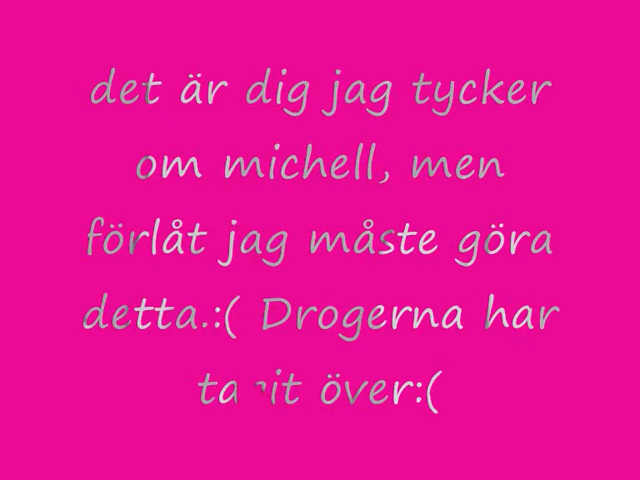 det är dig jag tycker
om michell, men
förlåt jag måste göra
detta.:( Drogerna har
över:(